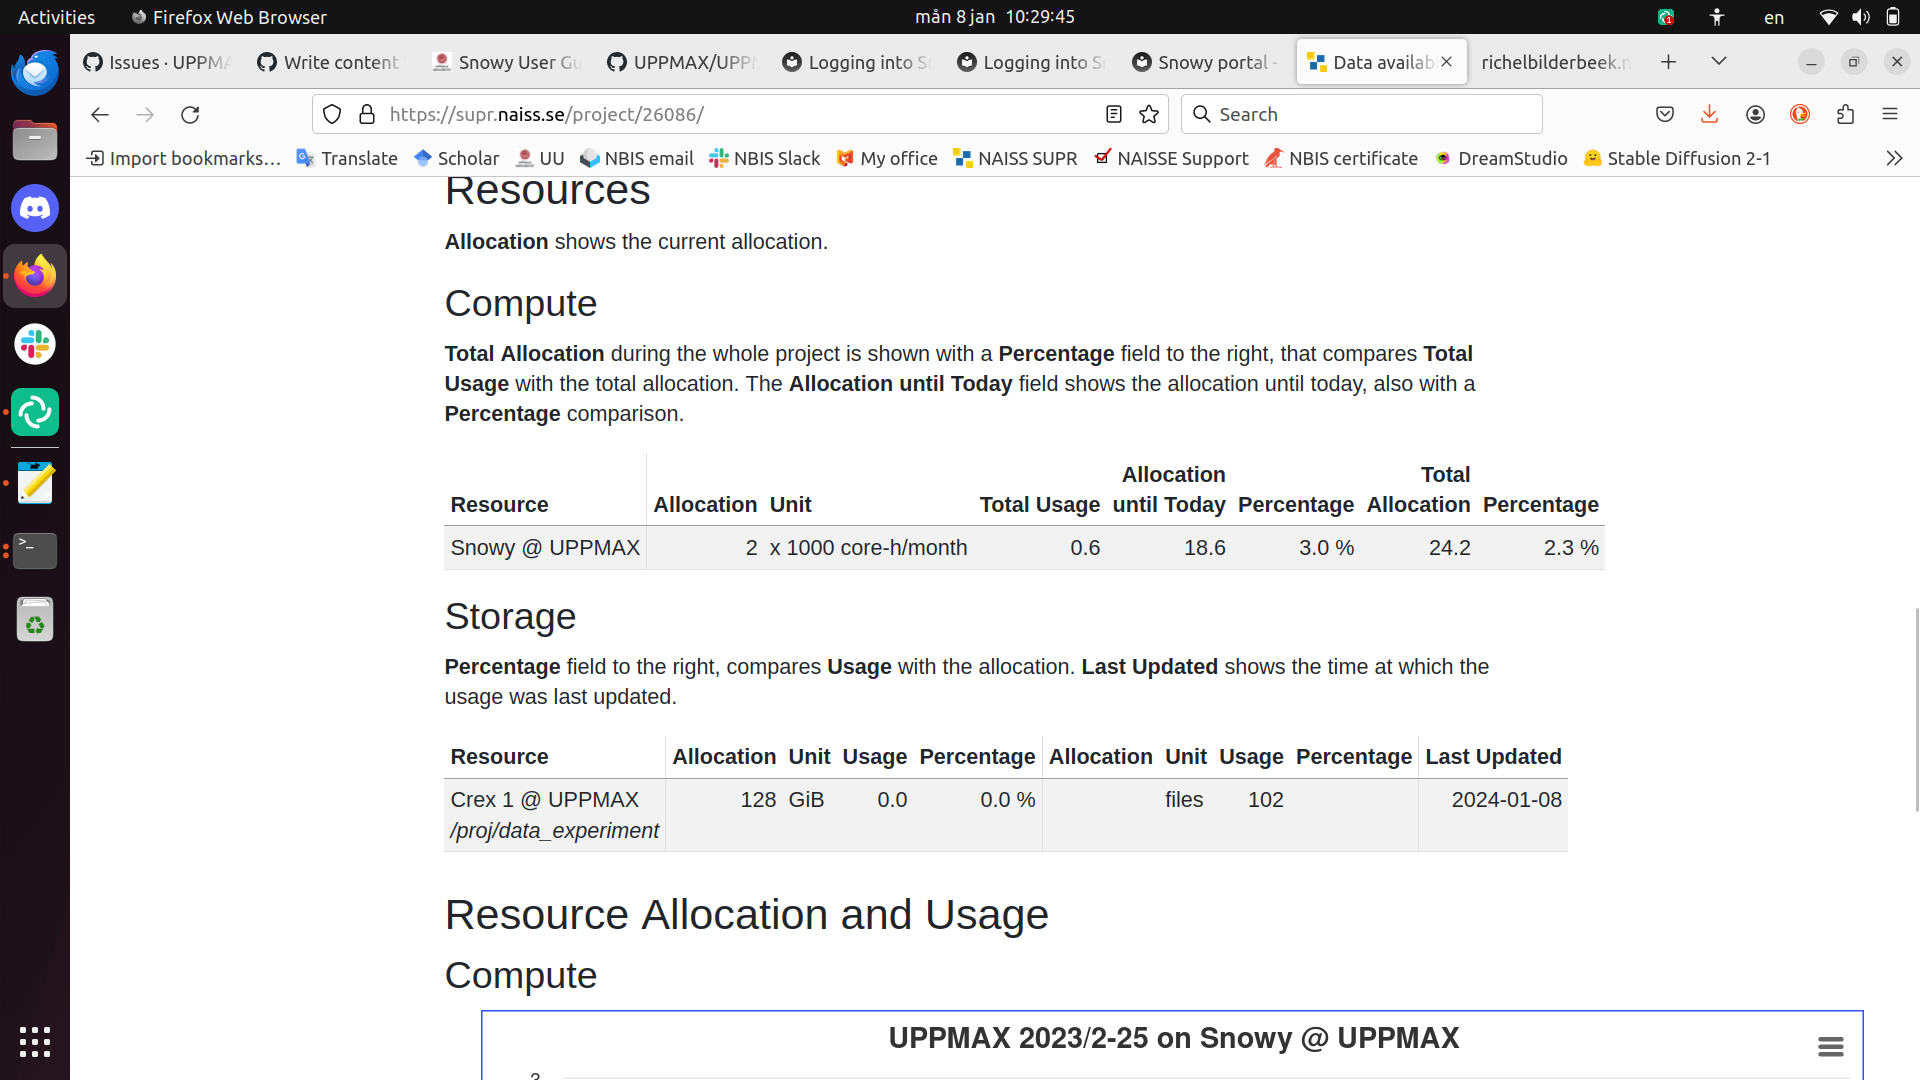 Activities
Firefox Web Browser
mån 8 jan 10:29:45
en
Issues · UPPMA
Write content
Snowy User Gu
UPPMAX/UPPM
Logging into S
Logging into S
Snowy portal -
Data availab
richelbilderbeek.n
https://supr.naiss.se/project/26086/
Search
Import bookmarks...
Translate
Scholar
UU
NBIS email
NBIS Slack
My office
NAISS SUPR
NAISSE Support
NBIS certificate
DreamStudio
Stable Diffusion 2-1
Resources
Allocation shows the current allocation.
Compute
Total Allocation during the whole project is shown with a Percentage field to the right, that compares Total
Usage with the total allocation. The Allocation until Today field shows the allocation until today, also with a
Percentage comparison.
Resource Allocation Unit Total Usage Allocation until Today Percentage Total Allocation Percentage
Snowy @ UPPMAX 2 x 1000 core-h/month 0.6 18.6 3.0 % 24.2 2.3 %
Storage
Percentage field to the right, compares Usage with the allocation. Last Updated shows the time at which the
usage was last updated.
Resource Allocation Unit Usage Percentage Allocation Unit Usage Percentage Last Updated
Crex 1 @ UPPMAX 128 GiB 0.0 0.0 % files 102 2024-01-08
/proj/data_experiment
Resource Allocation and Usage
Compute
UPPMAX 2023/2-25 on Snowy @ UPPMAX
3